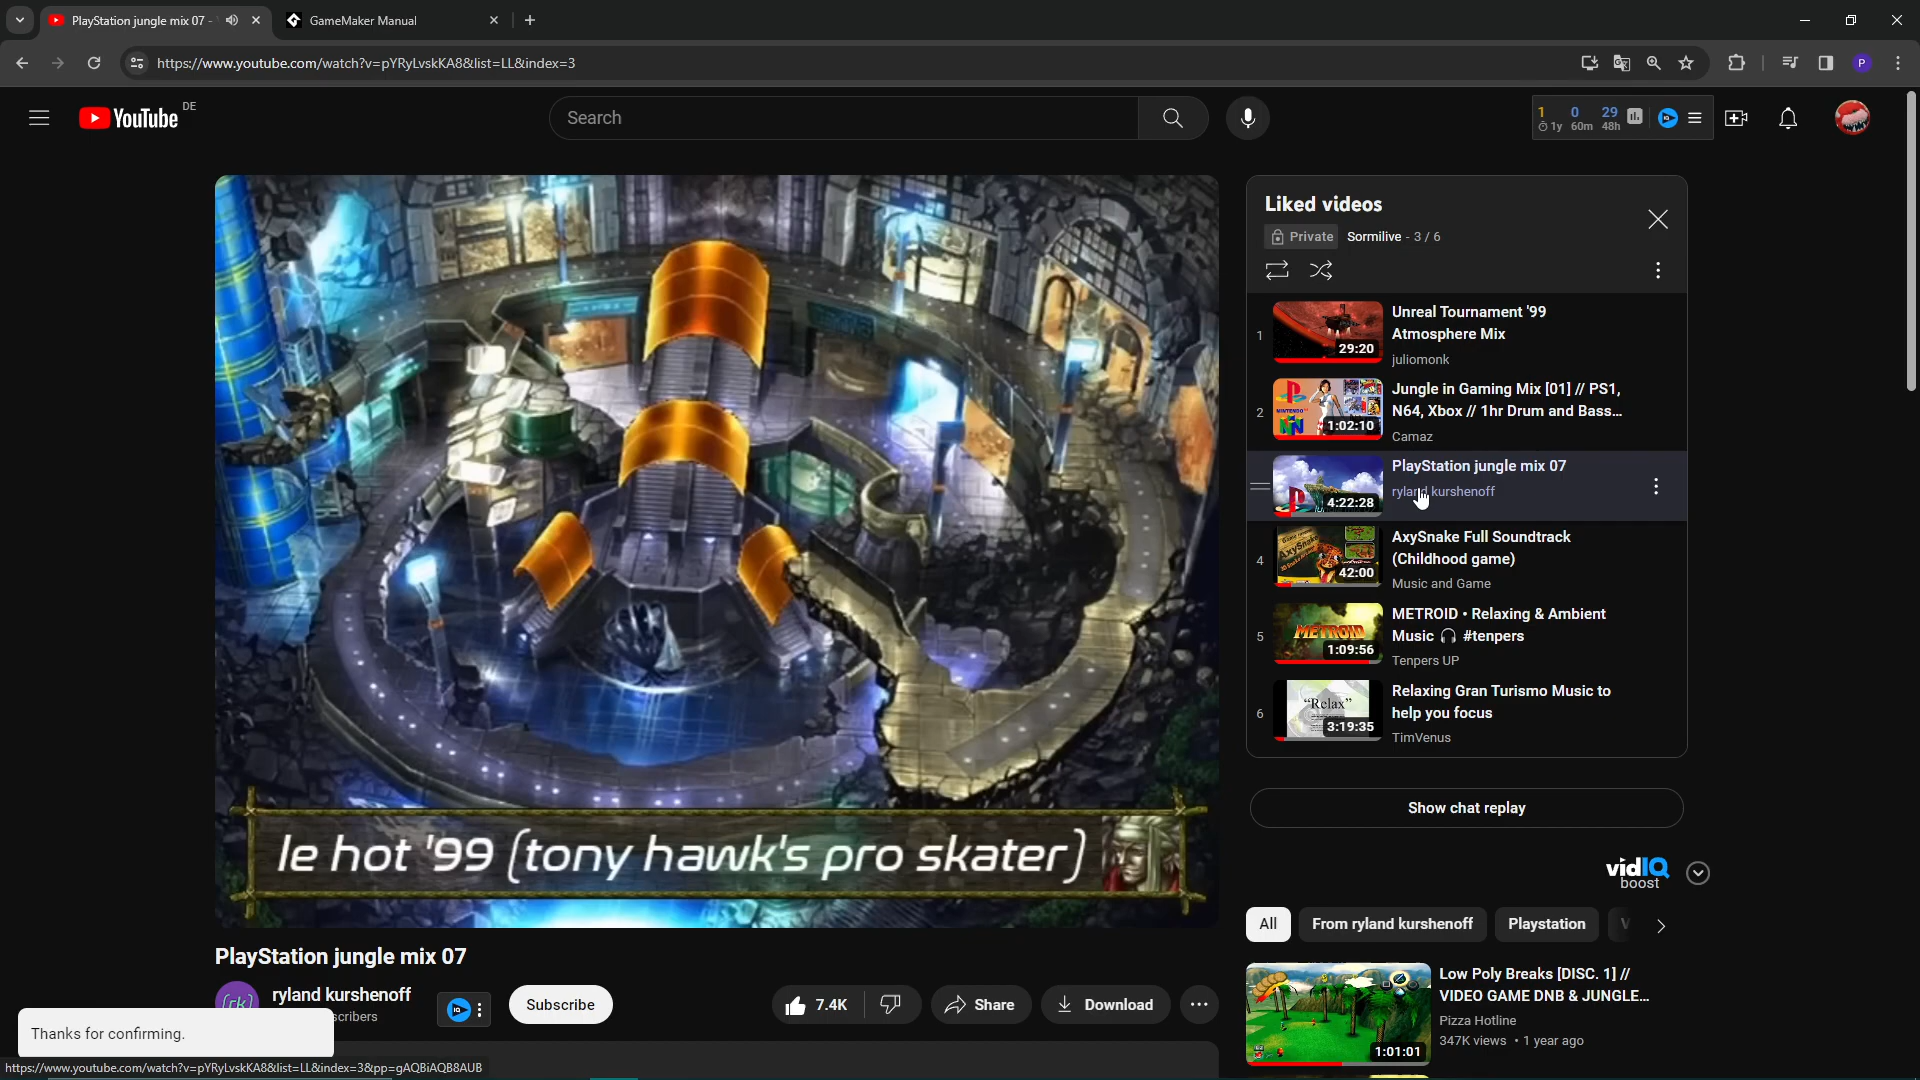 PlayStation jungle mix 07 -
GameMaker Manual
https://www.youtube.com/watch?v=pYRyLvskKA8&list=LL&index=3
P
YouTube
DE
Search
1 0 29
1y 60m 48h
le hot '99 (tony hawk's pro skater)
PlayStation jungle mix 07
ryland kurshenoff
scribers
Subscribe
7.4K
Share
Download
Thanks for confirming.
https://www.youtube.com/watch?v=pYRyLvskKA8&list=LL&index=3&pp=gAQBiAQB8AUB
Liked videos
Private
Sormilive - 3 / 6
1
29:20
Unreal Tournament '99
Atmosphere Mix
juliomonk
2
1:02:10
Jungle in Gaming Mix [01] // PS1,
N64, Xbox // 1hr Drum and Bass...
Camaz
4:22:28
PlayStation jungle mix 07
ryland kurshenoff
4
AxySnake
42:00
AxySnake Full Soundtrack
(Childhood game)
Music and Game
5
METROID
1:09:56
METROID • Relaxing & Ambient
Music 🎧 #tenpers
Tenpers UP
6
“Relax”
3:19:35
Relaxing Gran Turismo Music to
help you focus
TimVenus
Show chat replay
vidIQ
boost
All
From ryland kurshenoff
Playstation
1:01:01
Low Poly Breaks [DISC. 1] //
VIDEO GAME DNB & JUNGLE...
Pizza Hotline
347K views • 1 year ago